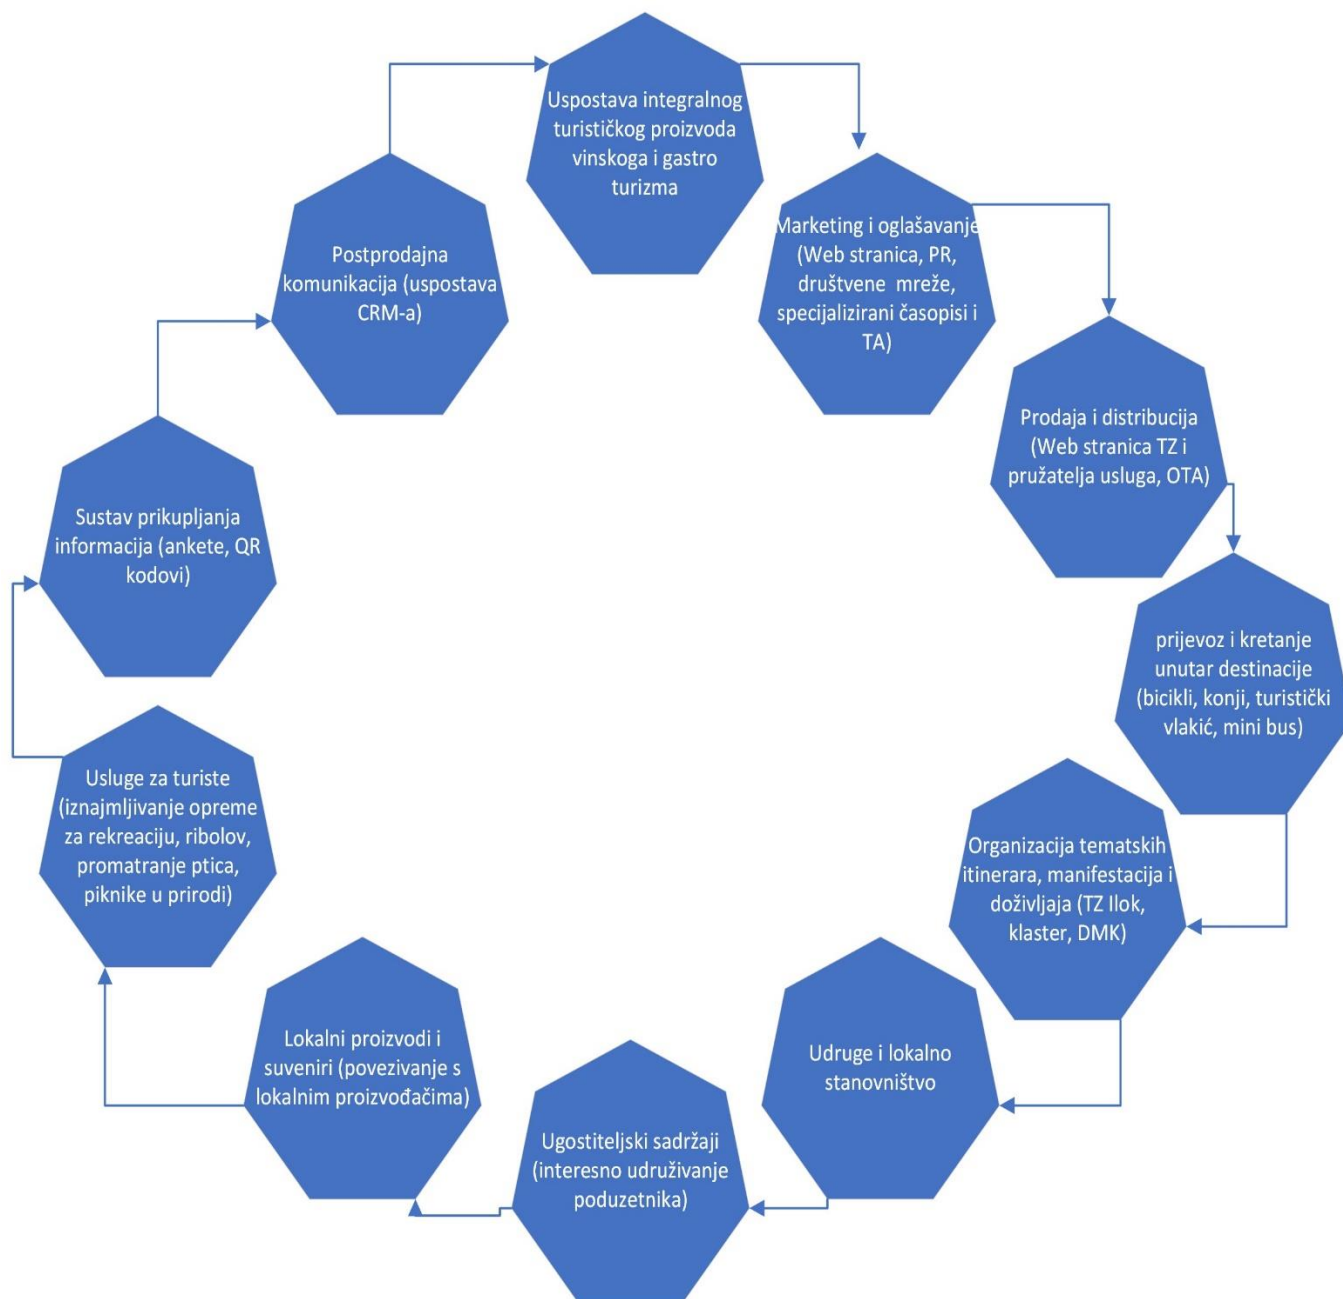 Uspostava integralnog
turističkog proizvoda
vinskoga i gastro
turizma
Marketing i oglašavanje
(Web stranica, PR,
društvene mreže,
specijalizirani časopisi i
TA)
Prodaja i distribucija
(Web stranica TZ i
pružatelja usluga, OTA)
prijevoz i kretanje
unutar destinacije
(bicikli, konji, turistički
vlakić, mini bus)
Organizacija tematskih
itinerara, manifestacija i
doživljaja (TZ Ilok,
klaster, DMK)
Udruge i lokalno
stanovništvo
Ugostiteljski sadržaji
(interesno udruživanje
poduzetnika)
Lokalni proizvodi i
suveniri (povezivanje s
lokalnim proizvođačima)
Usluge za turiste
(iznajmljivanje opreme
za rekreaciju, ribolov,
promatranje ptica,
piknike u prirodi)
Sustav prikupljanja
informacija (ankete, QR
kodovi)
Postprodajna
komunikacija (uspostava
CRM-a)